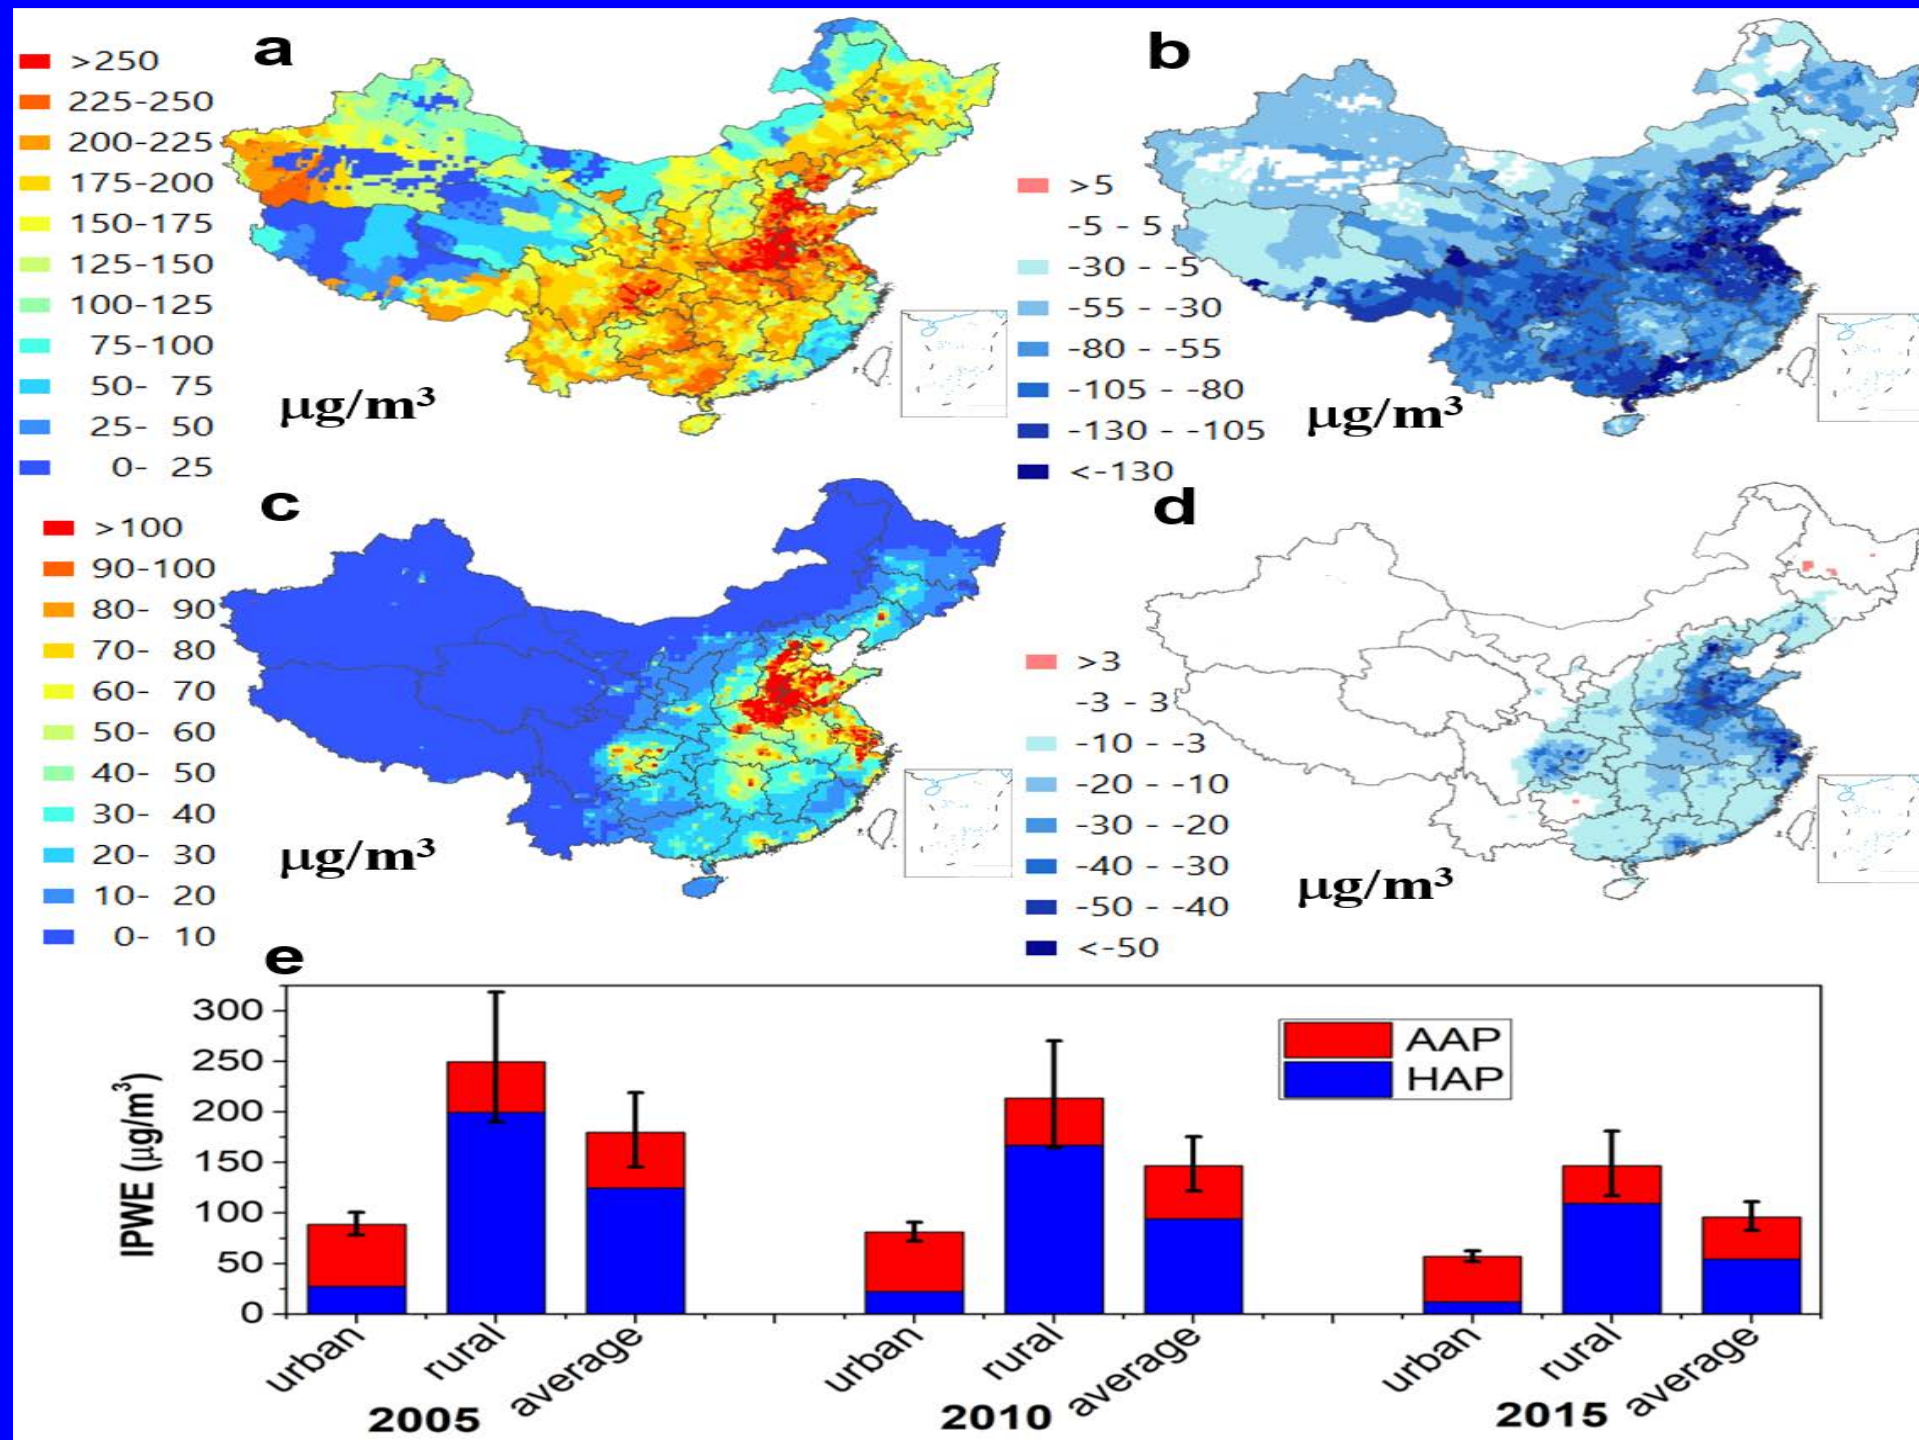 a
>250
225-250
200-225
175-200
150-175
125-150
100-125
75-100
50- 75
25- 50
0- 25
µg/m³
b
>5
-5 - 5
-30 - -5
-55 - -30
-80 - -55
-105 - -80
-130 - -105
<-130
µg/m³
c
>100
90-100
80- 90
70- 80
60- 70
50- 60
40- 50
30- 40
20- 30
10- 20
0- 10
µg/m³
d
>3
-3 - 3
-10 - -3
-20 - -10
-30 - -20
-40 - -30
-50 - -40
<-50
µg/m³
e
IPWE (µg/m³)
300
250
200
150
100
50
0
AAP
HAP
urban rural average
urban rural average
urban rural average
2005 2010 2015